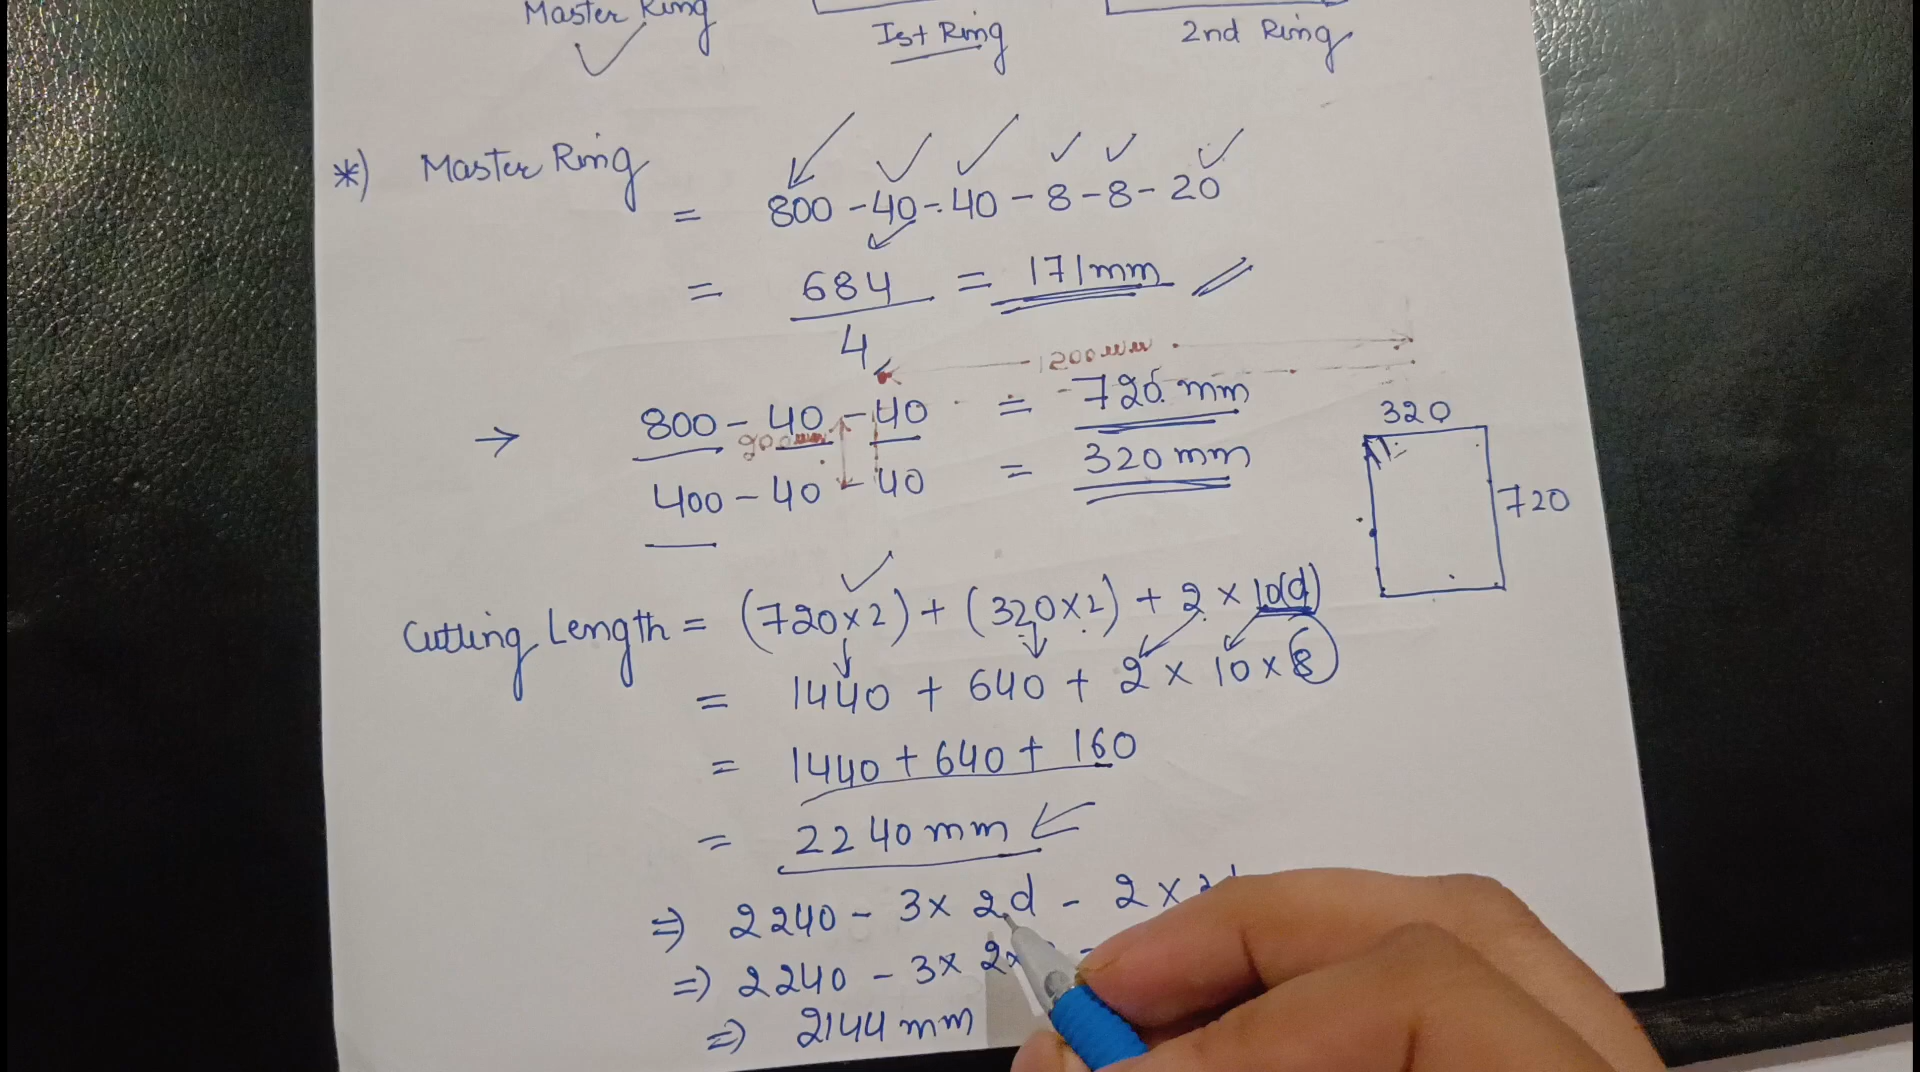 Master Ring
Ist Ring
2nd Ring
*) Master Ring
= 800 - 40 - 40 - 8 - 8 - 20
= 684 / 4 = 171mm
1200mm
→ 800 - 40 - 40 = 720 mm
400 - 40 - 40 = 320 mm
320
720
Cutting Length = (720x2) + (320x2) + 2 x 10(d)
= 1440 + 640 + 2 x 10 x 8
= 1440 + 640 + 160
= 2240 mm
⇒ 2240 - 3x 2d - 2 x
⇒ 2240 - 3x 2x
⇒ 2144 mm